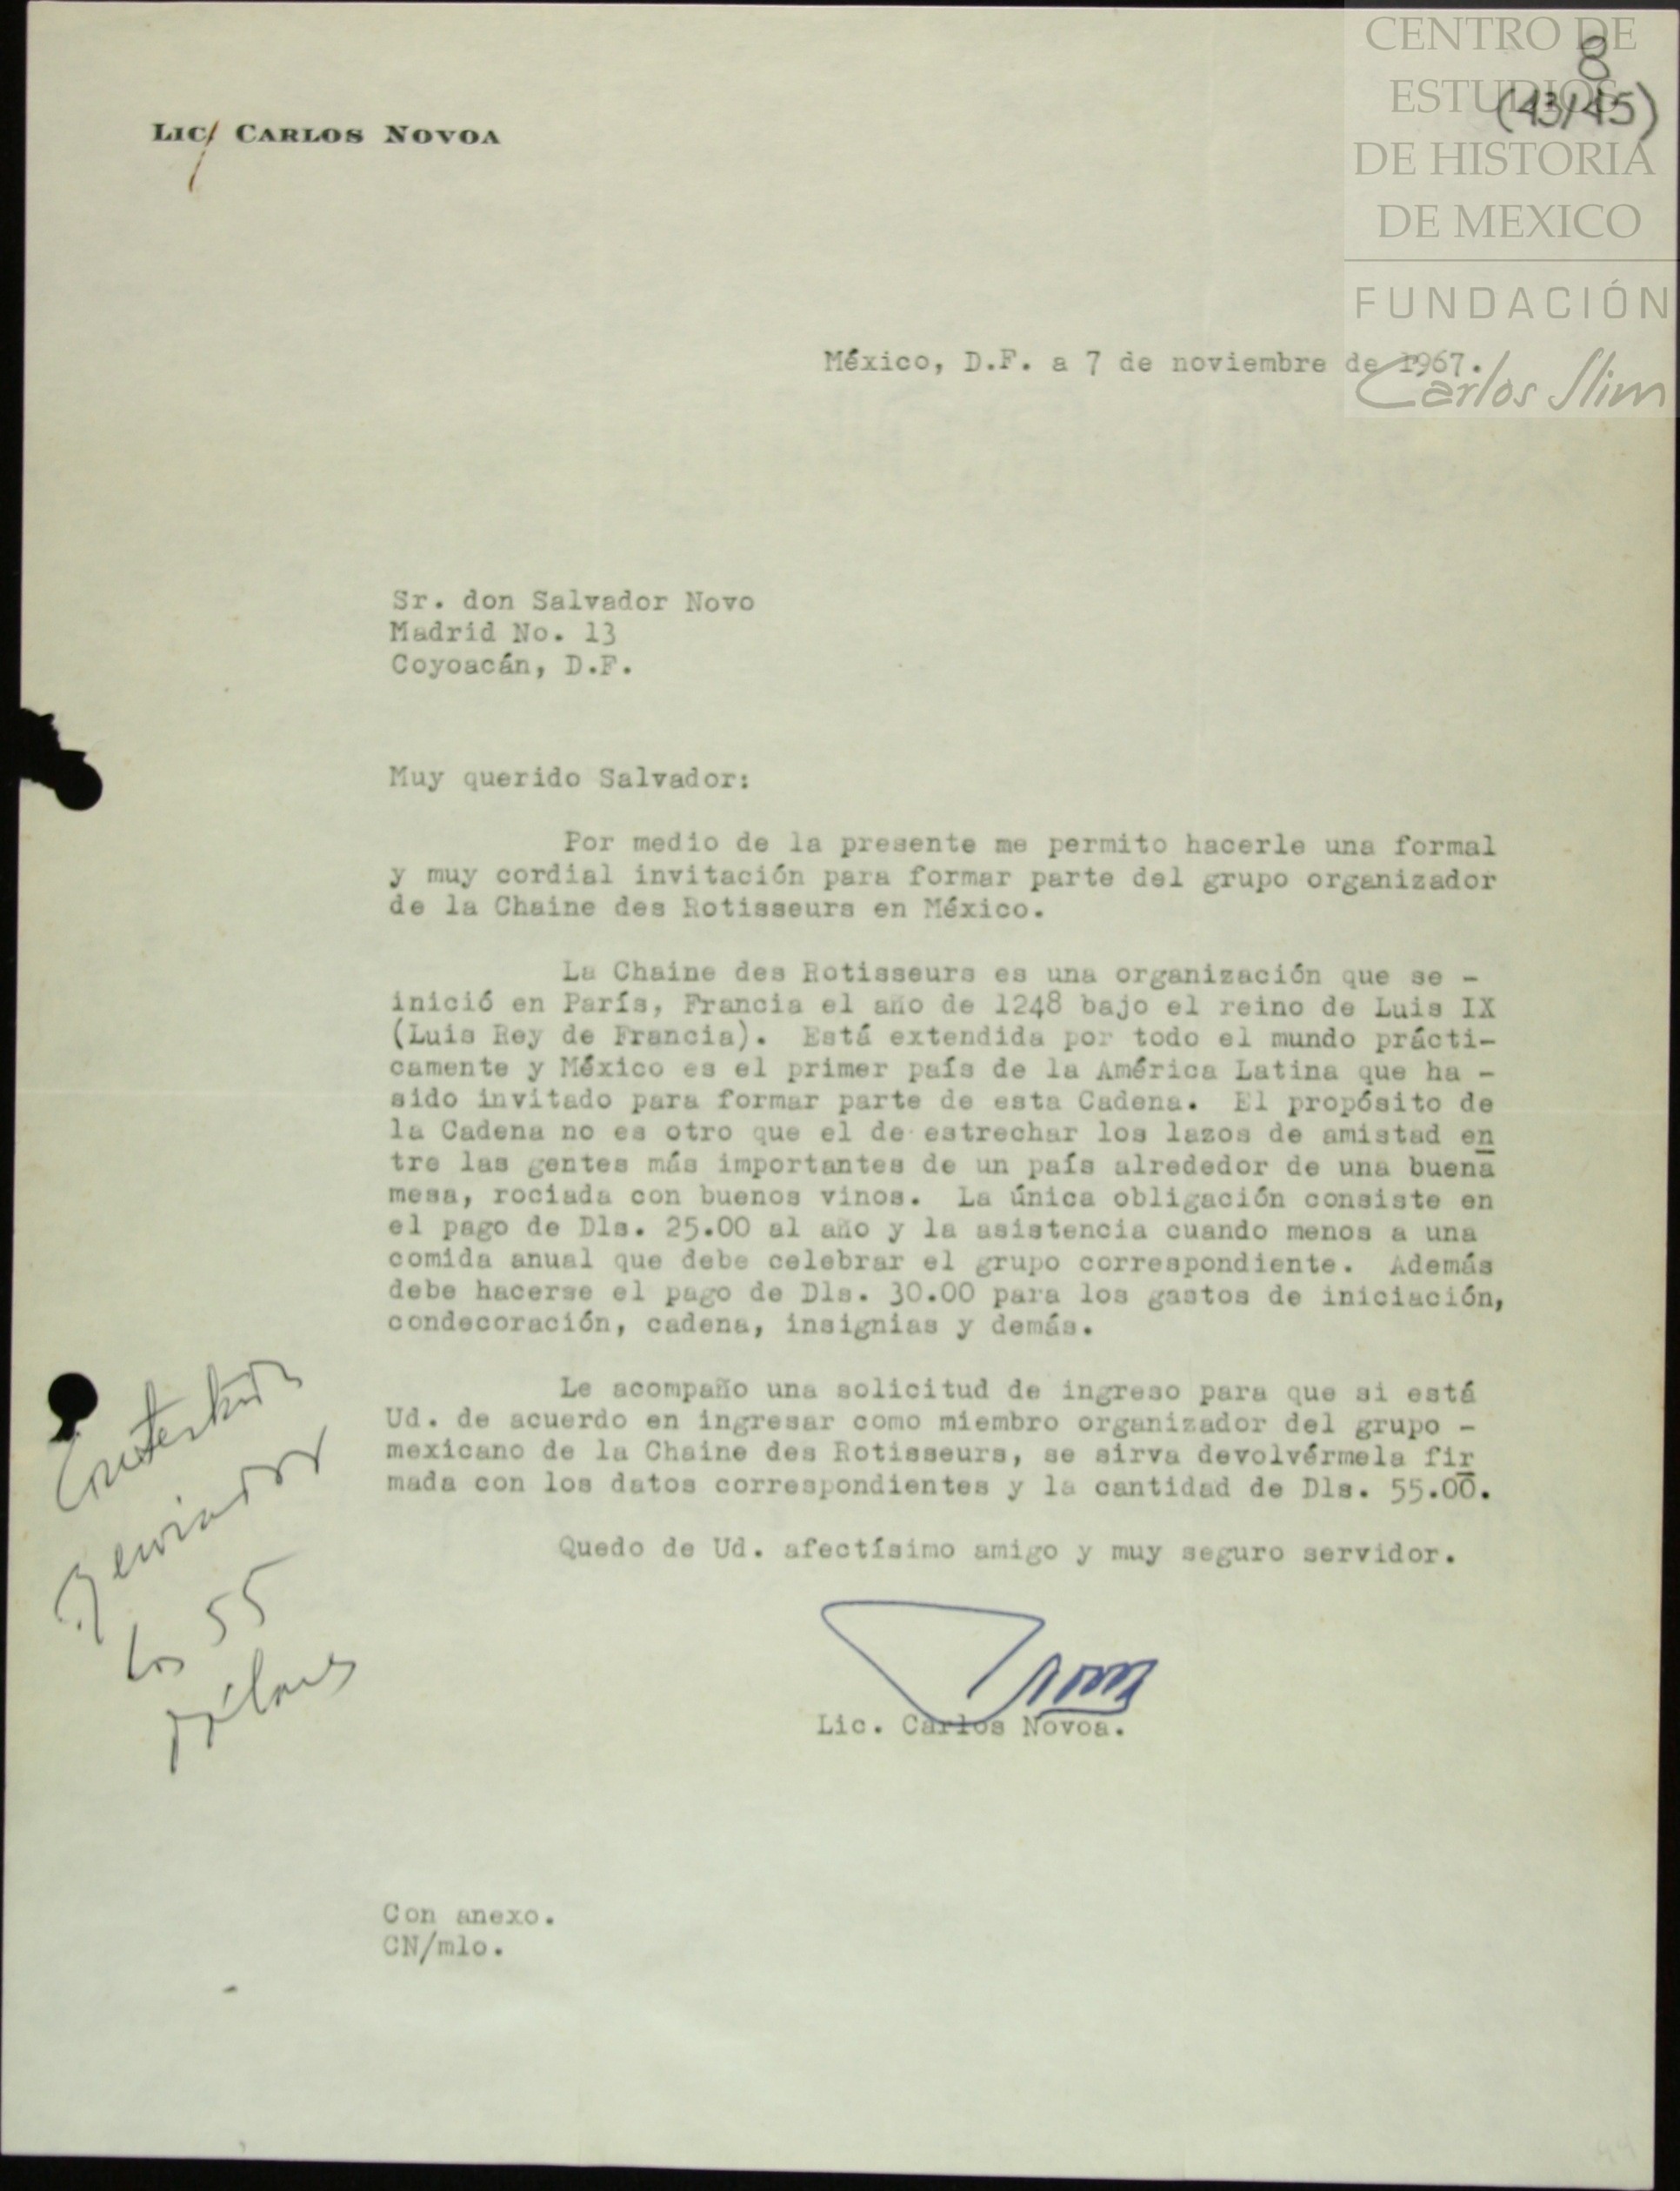 CENTRO DE
ESTUDIOS
DE HISTORIA
DE MEXICO
FUNDACIÓN
Carlos Slim
8
(43/45)
LIC. CARLOS NOVOA
México, D.F. a 7 de noviembre de 1967.
Sr. don Salvador Novo
Madrid No. 13
Coyoacán, D.F.
Muy querido Salvador:
Por medio de la presente me permito hacerle una formal
y muy cordial invitación para formar parte del grupo organizador
de la Chaine des Rotisseurs en México.
La Chaine des Rotisseurs es una organización que se -
inició en París, Francia el año de 1248 bajo el reino de Luis IX
(Luis Rey de Francia). Está extendida por todo el mundo prácti-
camente y México es el primer país de la América Latina que ha -
sido invitado para formar parte de esta Cadena. El propósito de
la Cadena no es otro que el de estrechar los lazos de amistad en
tre las gentes más importantes de un país alrededor de una buena
mesa, rociada con buenos vinos. La única obligación consiste en
el pago de Dls. 25.00 al año y la asistencia cuando menos a una
comida anual que debe celebrar el grupo correspondiente. Además
debe hacerse el pago de Dls. 30.00 para los gastos de iniciación,
condecoración, cadena, insignias y demás.
Le acompaño una solicitud de ingreso para que si está
Ud. de acuerdo en ingresar como miembro organizador del grupo -
mexicano de la Chaine des Rotisseurs, se sirva devolvérmela fir
mada con los datos correspondientes y la cantidad de Dls. 55.00.
Quedo de Ud. afectísimo amigo y muy seguro servidor.
Lic. Carlos Novoa.
los 55
dólares
Con anexo.
CN/mlo.